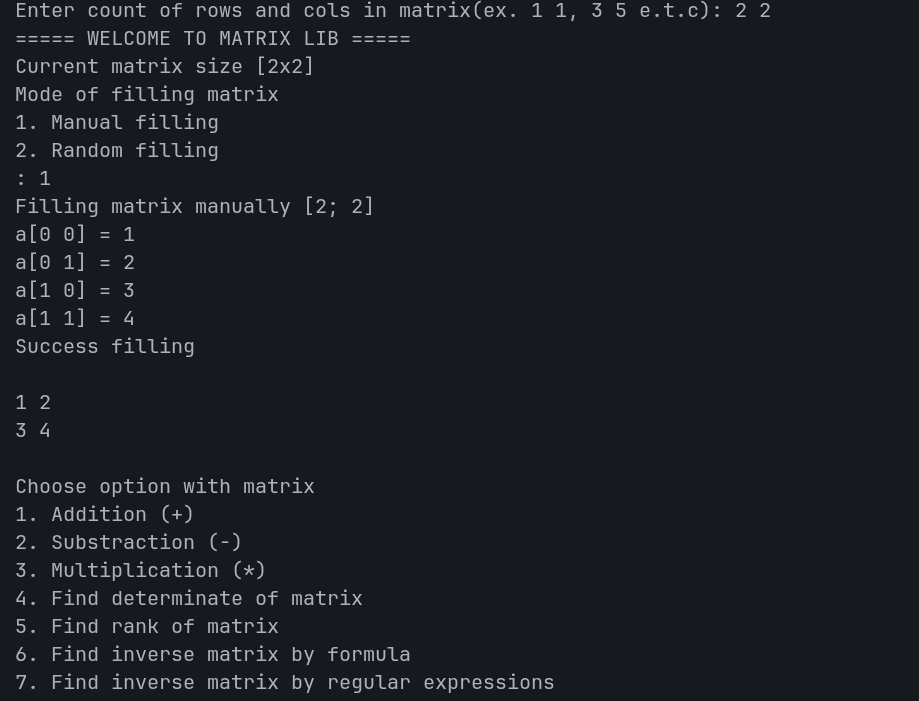 Enter count of rows and cols in matrix(ex. 1 1, 3 5 e.t.c): 2 2
===== WELCOME TO MATRIX LIB =====
Current matrix size [2x2]
Mode of filling matrix
1. Manual filling
2. Random filling
: 1
Filling matrix manually [2; 2]
a[0 0] = 1
a[0 1] = 2
a[1 0] = 3
a[1 1] = 4
Success filling
1 2
3 4
Choose option with matrix
1. Addition (+)
2. Substraction (-)
3. Multiplication (*)
4. Find determinate of matrix
5. Find rank of matrix
6. Find inverse matrix by formula
7. Find inverse matrix by regular expressions